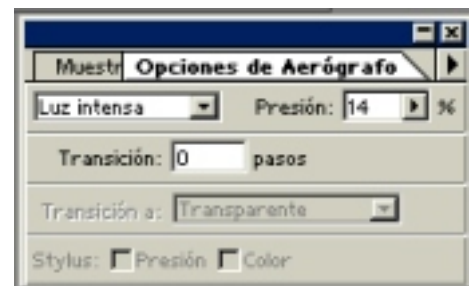 Muestr Opciones de Aerógrafo
Luz intensa Presión: 14 %
Transición: 0 pasos
Transición a: Transparente
Stylus: Presión Color